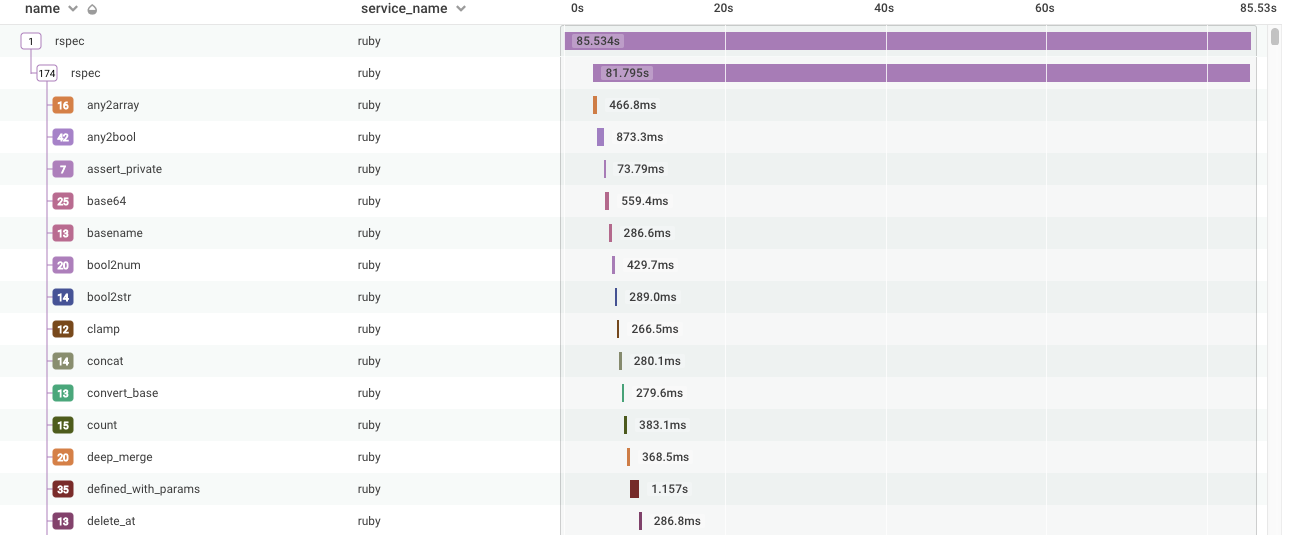 name service_name 0s 20s 40s 60s 85.53s
1 rspec ruby 85.534s
174 rspec ruby 81.795s
16 any2array ruby 466.8ms
42 any2bool ruby 873.3ms
7 assert_private ruby 73.79ms
25 base64 ruby 559.4ms
13 basename ruby 286.6ms
20 bool2num ruby 429.7ms
14 bool2str ruby 289.0ms
12 clamp ruby 266.5ms
14 concat ruby 280.1ms
13 convert_base ruby 279.6ms
15 count ruby 383.1ms
20 deep_merge ruby 368.5ms
35 defined_with_params ruby 1.157s
13 delete_at ruby 286.8ms